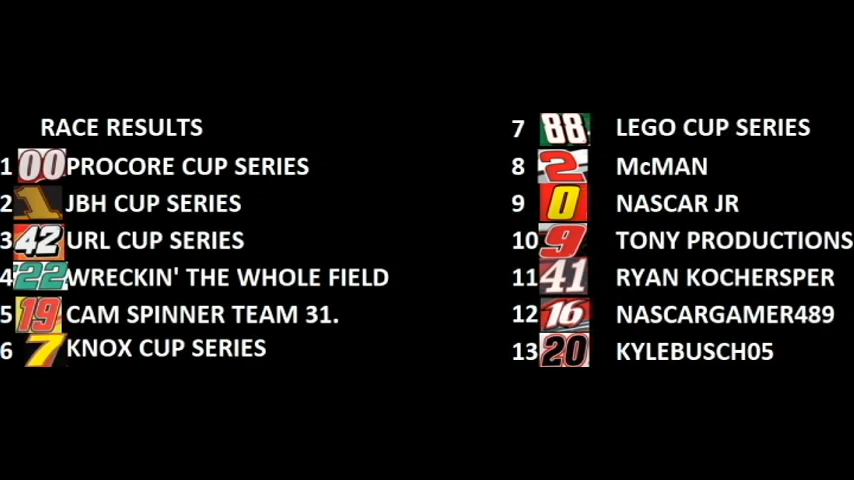 RACE RESULTS
1 00 PROCORE CUP SERIES
2 1 JBH CUP SERIES
3 42 URL CUP SERIES
4 22 WRECKIN' THE WHOLE FIELD
5 19 CAM SPINNER TEAM 31.
6 7 KNOX CUP SERIES
7 88 LEGO CUP SERIES
8 2 McMAN
9 0 NASCAR JR
10 9 TONY PRODUCTIONS
11 41 RYAN KOCHERSPER
12 16 NASCARGAMER489
13 20 KYLEBUSCH05